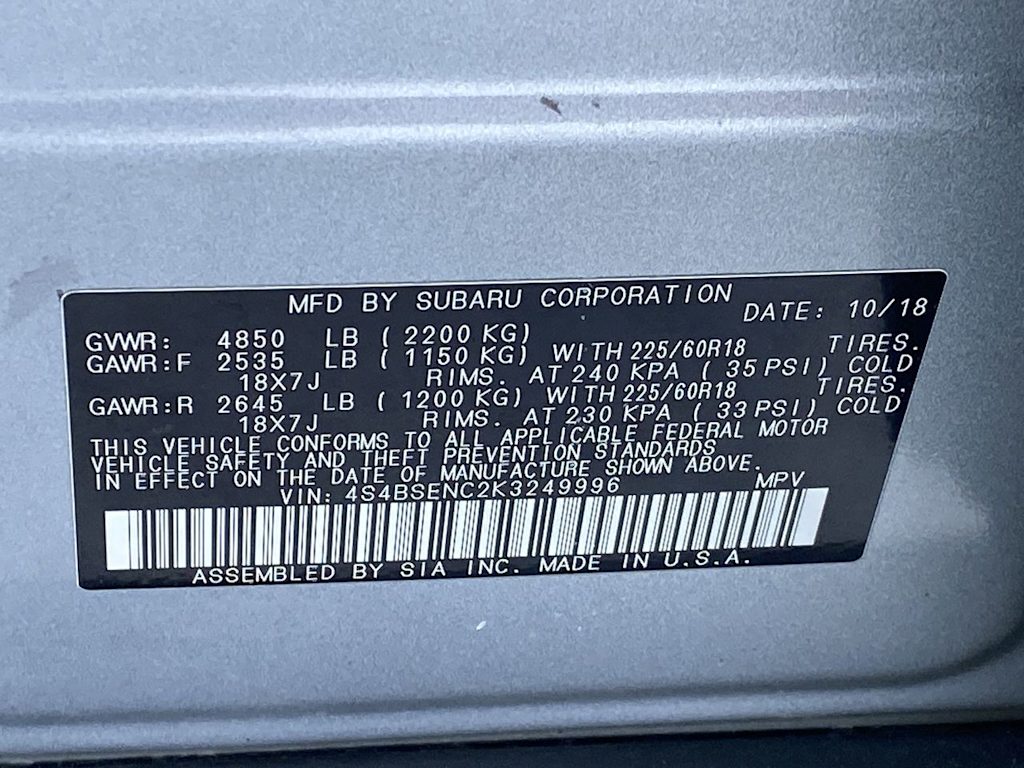 MFD BY SUBARU CORPORATION DATE: 10/18
GVWR: 4850 LB ( 2200 KG)
GAWR:F 2535 LB ( 1150 KG) WITH 225/60R18 TIRES.
18X7J RIMS. AT 240 KPA ( 35 PSI) COLD
GAWR:R 2645 LB ( 1200 KG) WITH 225/60R18 TIRES.
18X7J RIMS. AT 230 KPA ( 33 PSI) COLD
THIS VEHICLE CONFORMS TO ALL APPLICABLE FEDERAL MOTOR
VEHICLE SAFETY AND THEFT PREVENTION STANDARDS
IN EFFECT ON THE DATE OF MANUFACTURE SHOWN ABOVE.
VIN: 4S4BSENC2K3249996 MPV
ASSEMBLED BY SIA INC. MADE IN U.S.A.